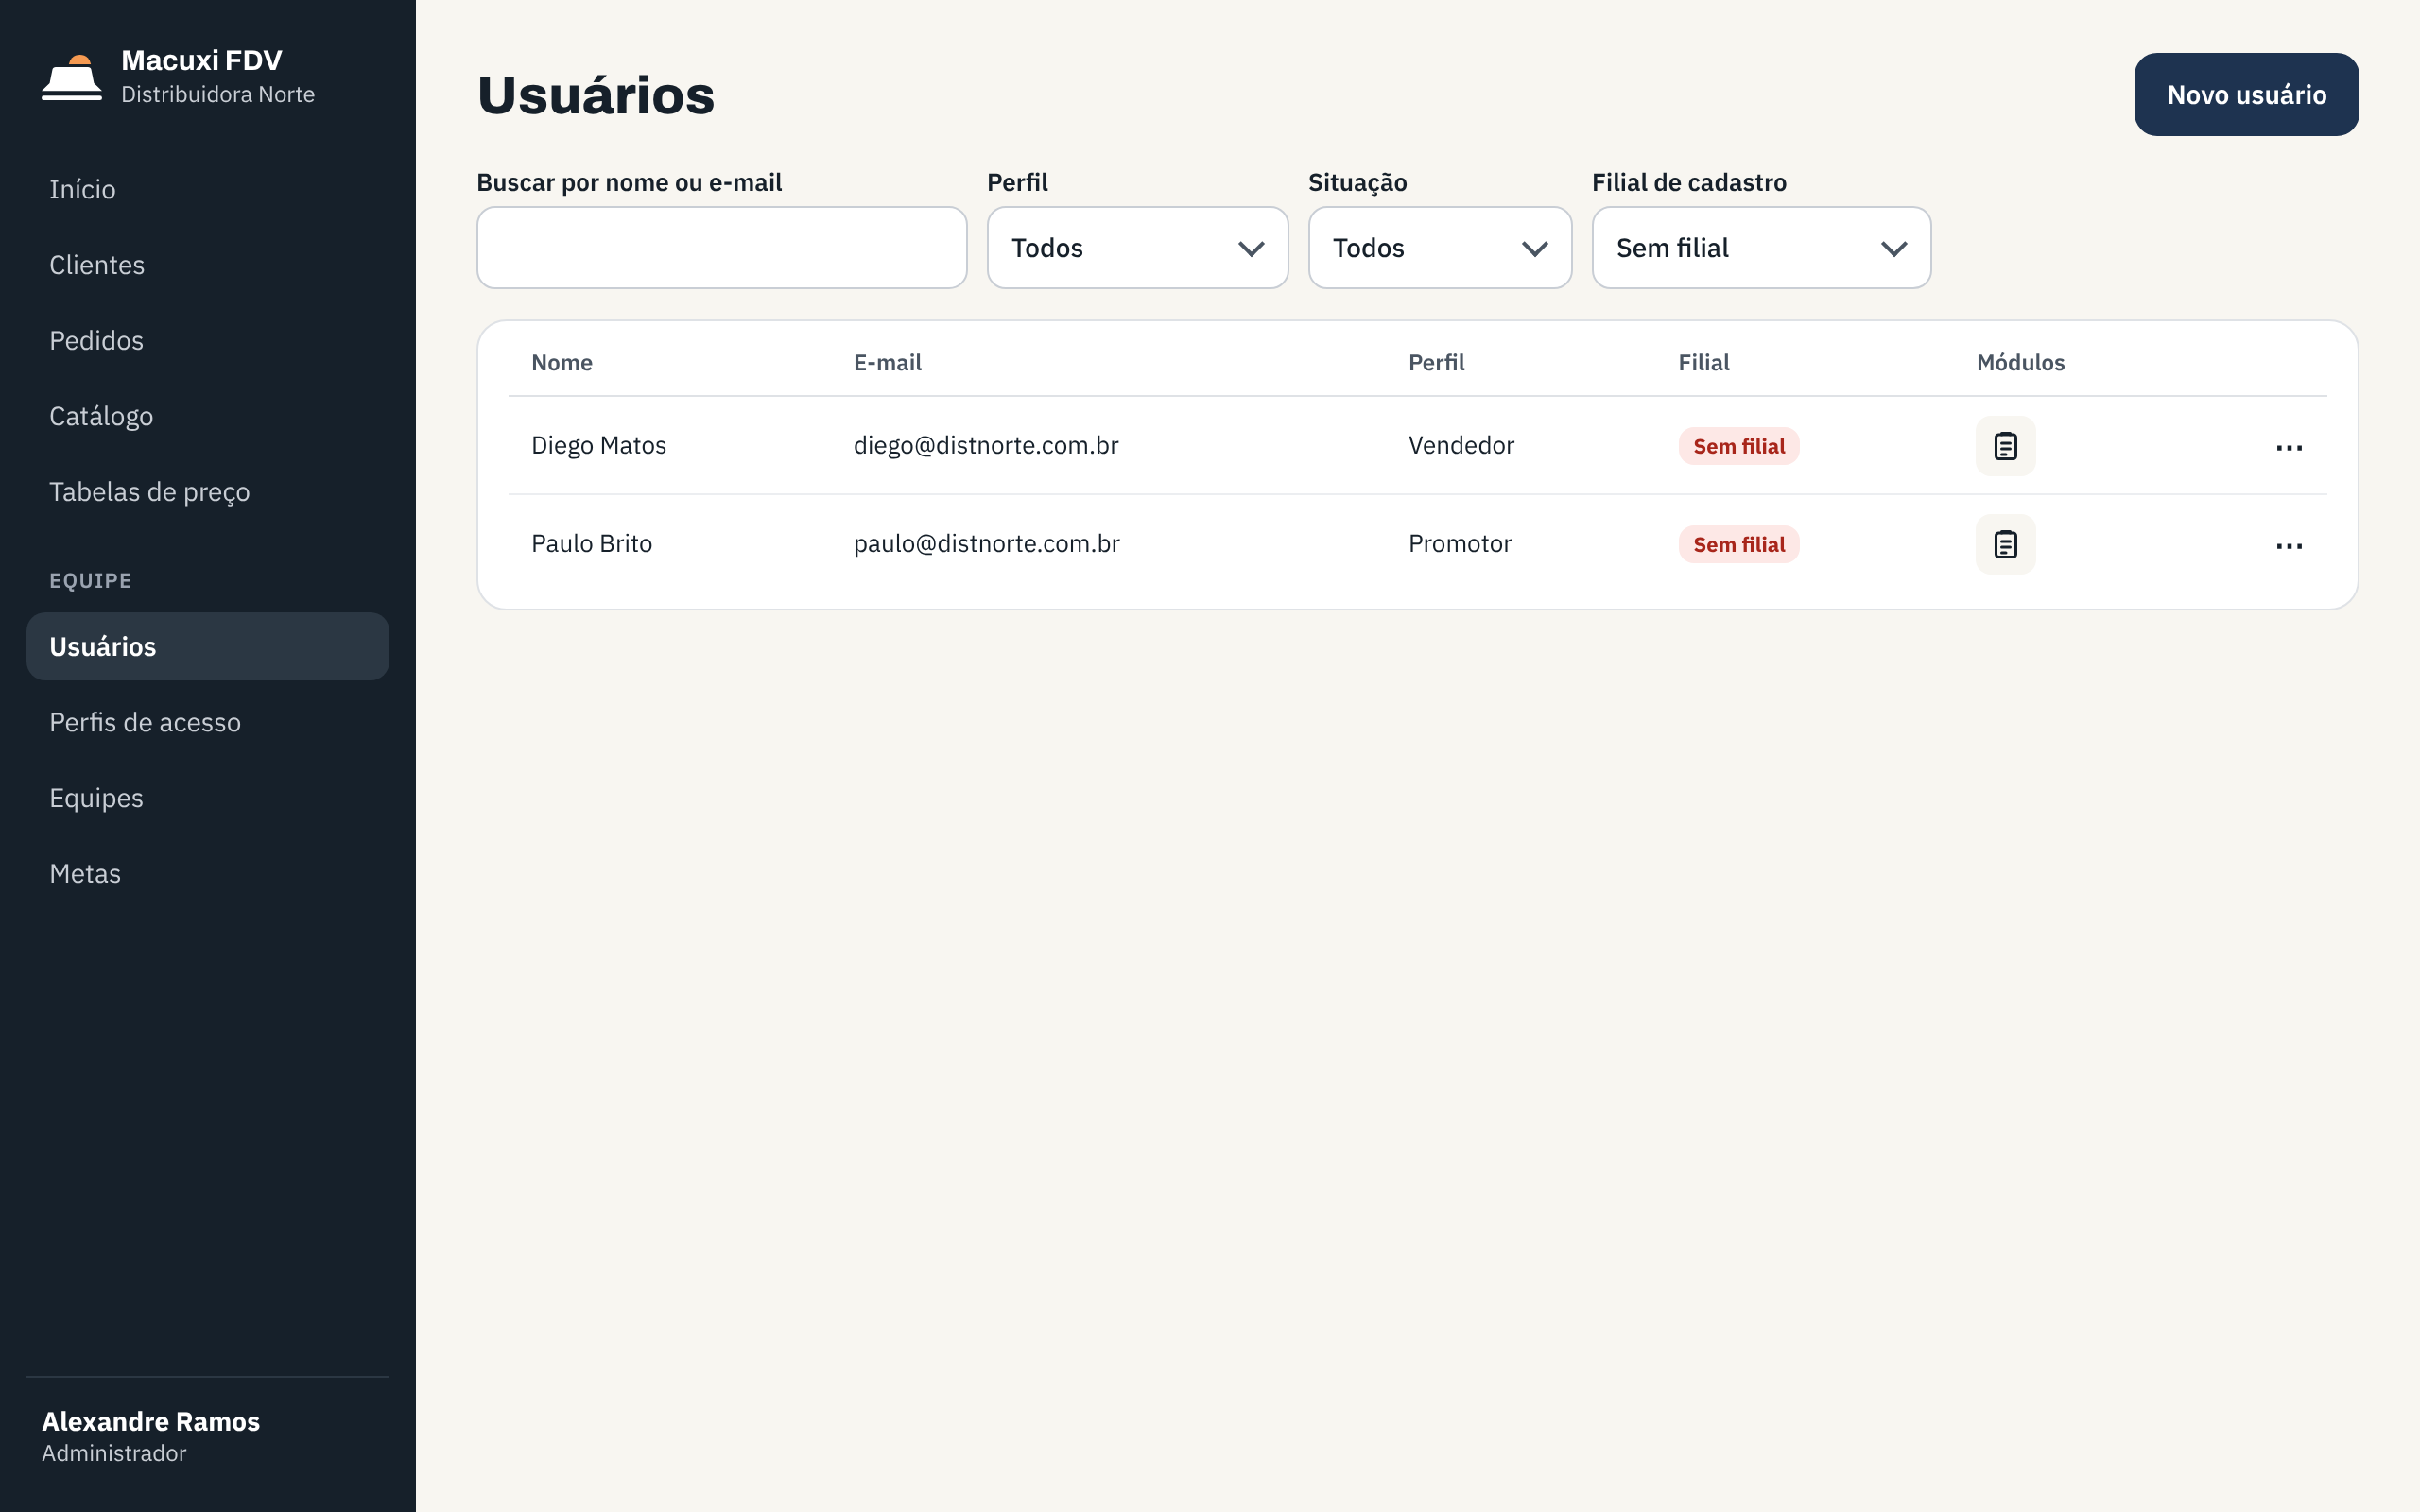 Macuxi FDV
Distribuidora Norte
Início
Clientes
Pedidos
Catálogo
Tabelas de preço
EQUIPE
Usuários
Perfis de acesso
Equipes
Metas
Alexandre Ramos
Administrador
Usuários
Novo usuário
Buscar por nome ou e-mail
Perfil
Situação
Filial de cadastro
Todos
Todos
Sem filial
Nome E-mail Perfil Filial Módulos
Diego Matos diego@distnorte.com.br Vendedor Sem filial ...
Paulo Brito paulo@distnorte.com.br Promotor Sem filial ...